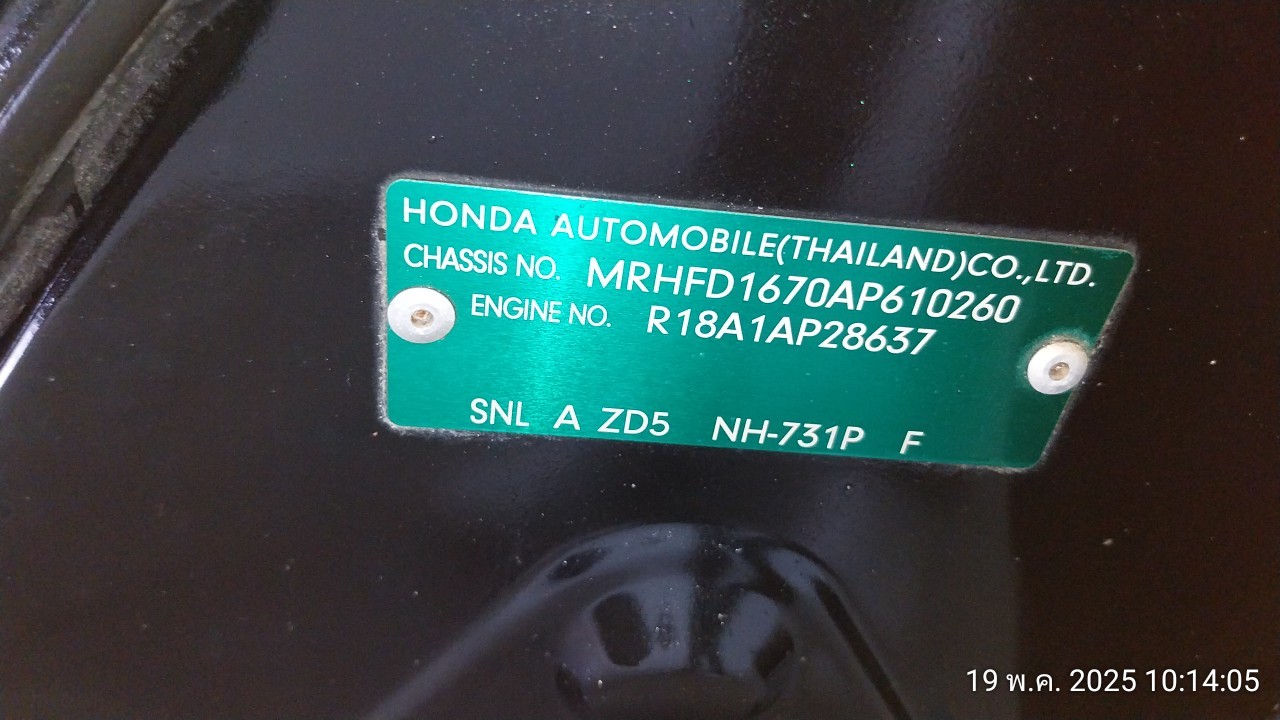 HONDA AUTOMOBILE(THAILAND)CO.,LTD.
CHASSIS NO. MRHFD1670AP610260
ENGINE NO. R18A1AP28637
SNL A ZD5 NH-731P F
19 พ.ค. 2025 10:14:05